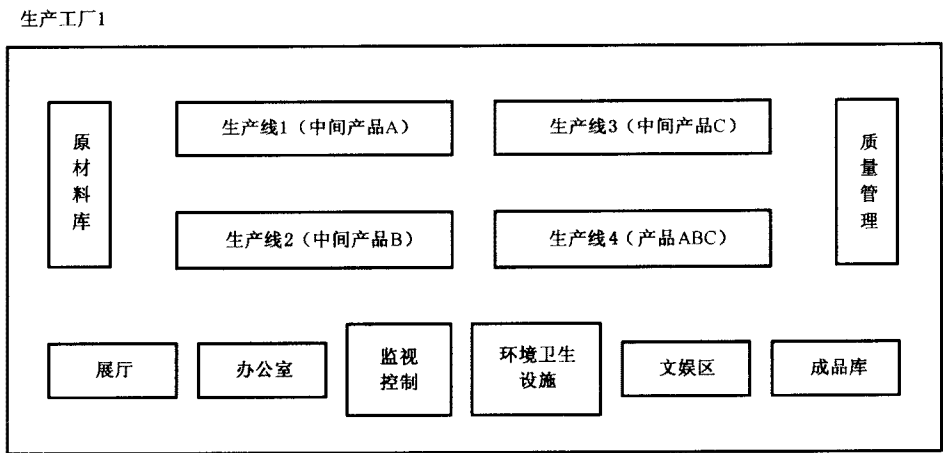 生产工厂1
原
材
料
库
生产线1（中间产品A）
生产线3（中间产品C）
质
量
管
理
生产线2（中间产品B）
生产线4（产品ABC）
展厅
办公室
监视
控制
环境卫生
设施
文娱区
成品库